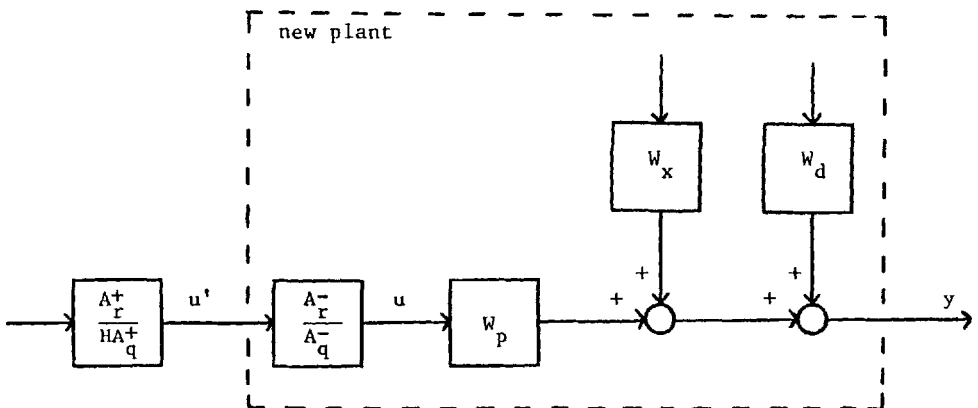 new plant
W_x
W_d
A_r^+
HA_q^+
u'
A_r^-
A_q^-
u
W_p
+
+
+
+
y